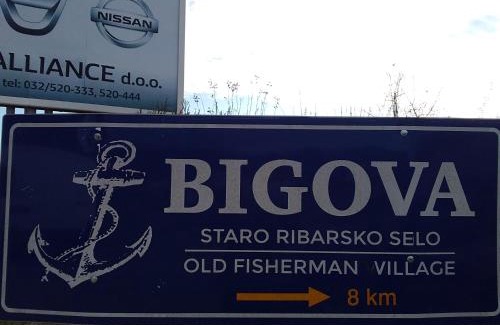 NISSAN
ALLIANCE d.o.o.
tel: 032/520-333, 520-444
BIGOVA
STARO RIBARSKO SELO
OLD FISHERMAN VILLAGE
8 km